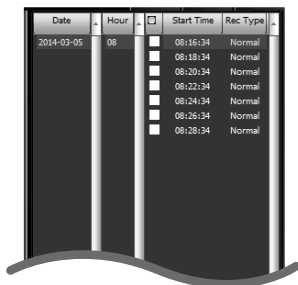 Date Hour Start Time Rec Type
2014-03-05 08 08:16:34 Normal
08:18:34 Normal
08:20:34 Normal
08:22:34 Normal
08:24:34 Normal
08:26:34 Normal
08:28:34 Normal